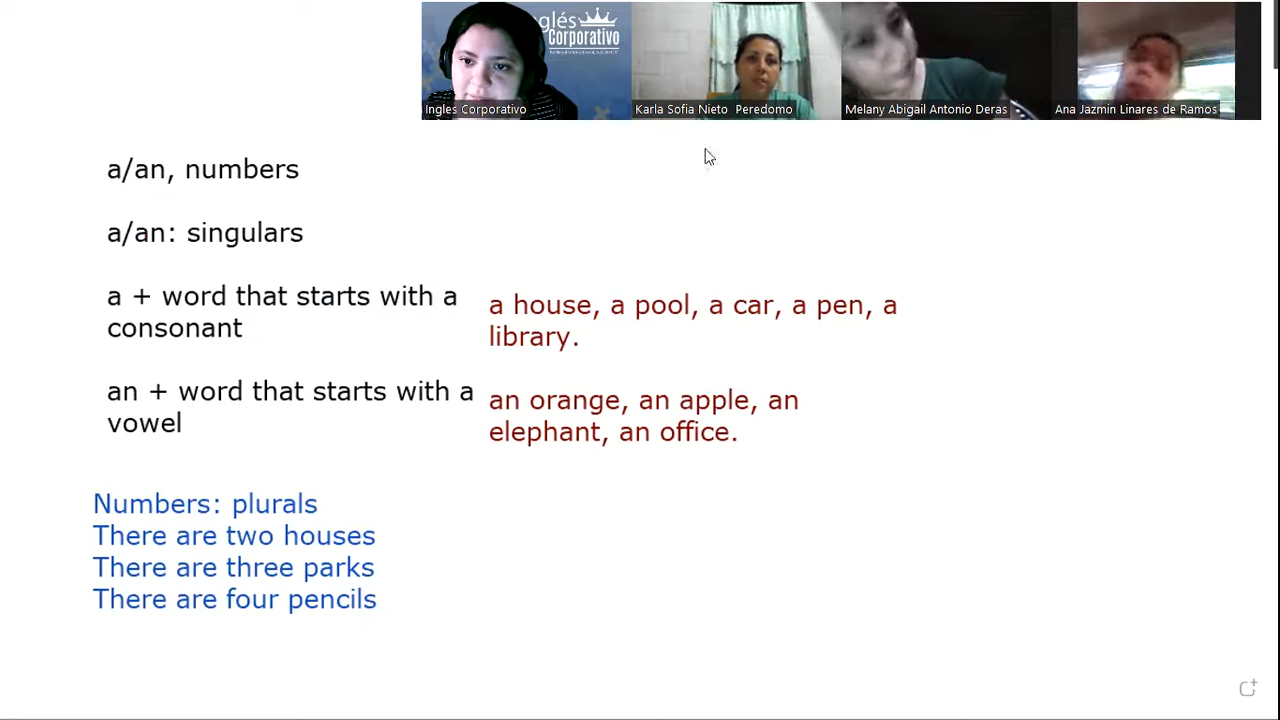 glés
Corporativo
Ingles Corporativo
Karla Sofia Nieto Peredomo
Melany Abigail Antonio Deras
Ana Jazmin Linares de Ramos
a/an, numbers
a/an: singulars
a + word that starts with a
consonant
a house, a pool, a car, a pen, a
library.
an + word that starts with a
vowel
an orange, an apple, an
elephant, an office.
Numbers: plurals
There are two houses
There are three parks
There are four pencils